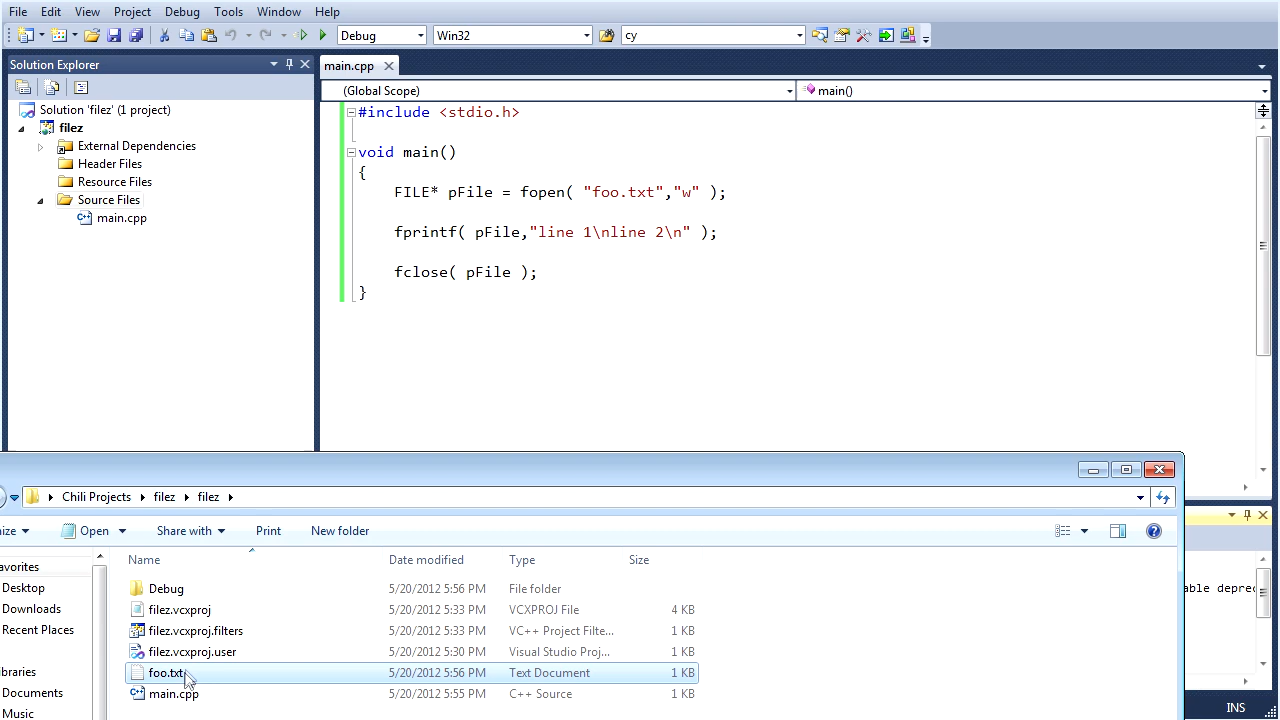 File Edit View Project Debug Tools Window Help
Debug Win32 cy
Solution Explorer
main.cpp
(Global Scope) main()
Solution 'filez' (1 project)
filez
External Dependencies
Header Files
Resource Files
Source Files
main.cpp
#include <stdio.h>
void main()
{
FILE* pFile = fopen( "foo.txt","w" );
fprintf( pFile,"line 1\nline 2\n" );
fclose( pFile );
}
Chili Projects filez filez
ize Open Share with Print New folder
avorites
Desktop
Downloads
Recent Places
ibraries
Documents
Music
Name Date modified Type Size
Debug 5/20/2012 5:56 PM File folder
filez.vcxproj 5/20/2012 5:33 PM VCXPROJ File 4 KB
filez.vcxproj.filters 5/20/2012 5:33 PM VC++ Project Filte... 1 KB
filez.vcxproj.user 5/20/2012 5:30 PM Visual Studio Proj... 1 KB
foo.txt 5/20/2012 5:56 PM Text Document 1 KB
main.cpp 5/20/2012 5:55 PM C++ Source 1 KB
able depre
INS